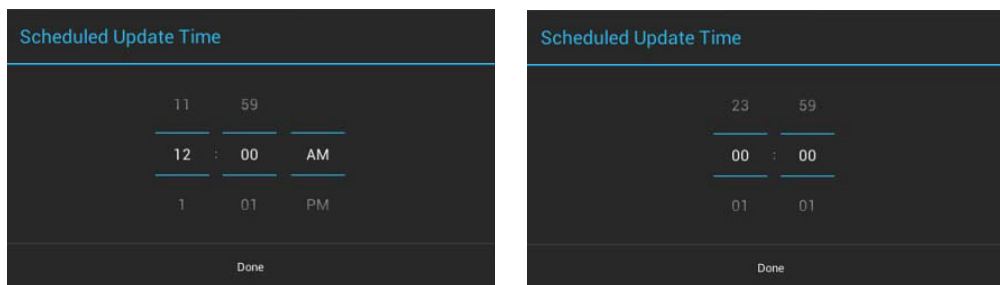 Scheduled Update Time
11 59
12 : 00 AM
1 01 PM
Done
Scheduled Update Time
23 59
00 : 00
01 01
Done